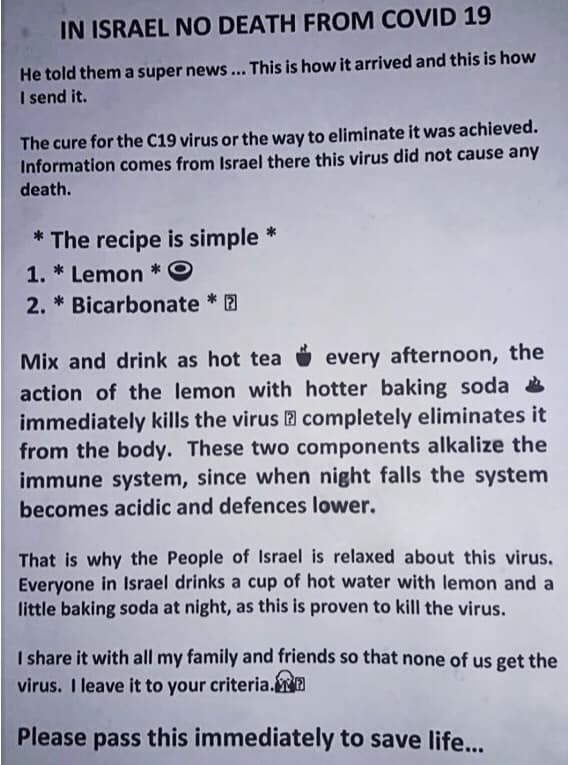 IN ISRAEL NO DEATH FROM COVID 19
He told them a super news ... This is how it arrived and this is how
I send it.
The cure for the C19 virus or the way to eliminate it was achieved.
Information comes from Israel there this virus did not cause any
death.
* The recipe is simple *
1. * Lemon *
2. * Bicarbonate *
Mix and drink as hot tea every afternoon, the
action of the lemon with hotter baking soda
immediately kills the virus completely eliminates it
from the body. These two components alkalize the
immune system, since when night falls the system
becomes acidic and defences lower.
That is why the People of Israel is relaxed about this virus.
Everyone in Israel drinks a cup of hot water with lemon and a
little baking soda at night, as this is proven to kill the virus.
I share it with all my family and friends so that none of us get the
virus. I leave it to your criteria.
Please pass this immediately to save life...